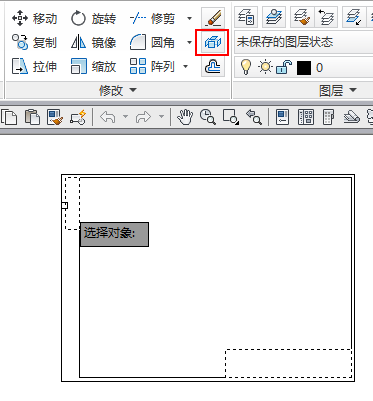 移动 旋转 修剪
复制 镜像 圆角 未保存的图层状态
拉伸 缩放 阵列 0
修改 图层
选择对象: